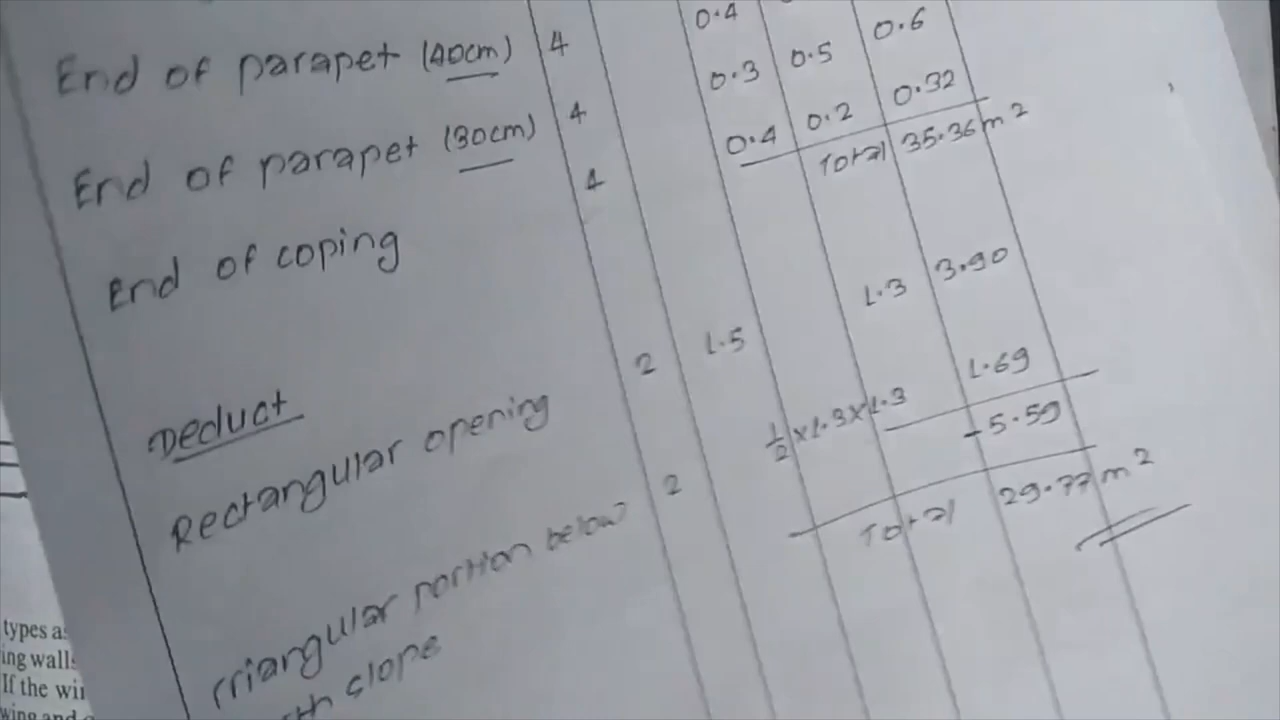 0.4
End of parapet (40cm) 4 0.3 0.5 0.6
End of parapet (30cm) 4 0.4 0.2 0.32
End of coping 4 Total 35.36 m²
Deduct
Rectangular opening 2 1.5 1.3 3.90
Triangular portion below 2 ½ x 1.3 x 1.3 1.69
slope
- 5.59
Total 29.77 m²
types as
ing walls
If the
wing and